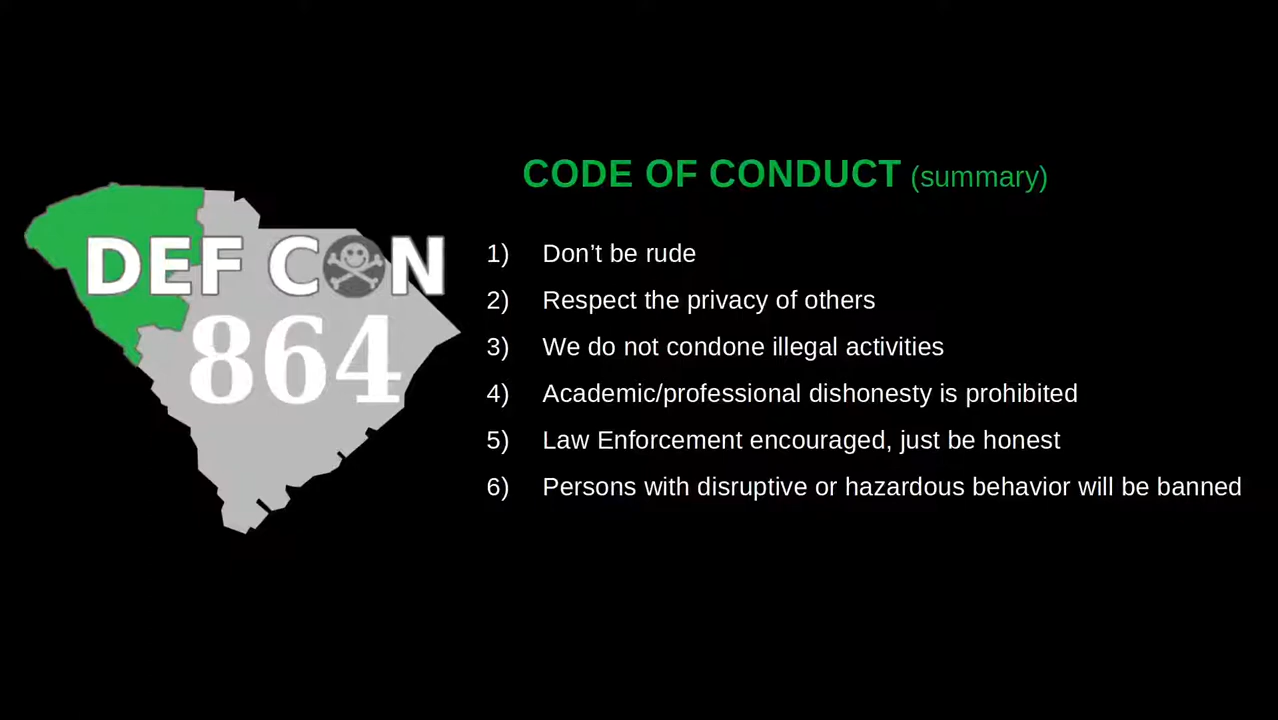 DEF CON
864
CODE OF CONDUCT (summary)
1) Don’t be rude
2) Respect the privacy of others
3) We do not condone illegal activities
4) Academic/professional dishonesty is prohibited
5) Law Enforcement encouraged, just be honest
6) Persons with disruptive or hazardous behavior will be banned